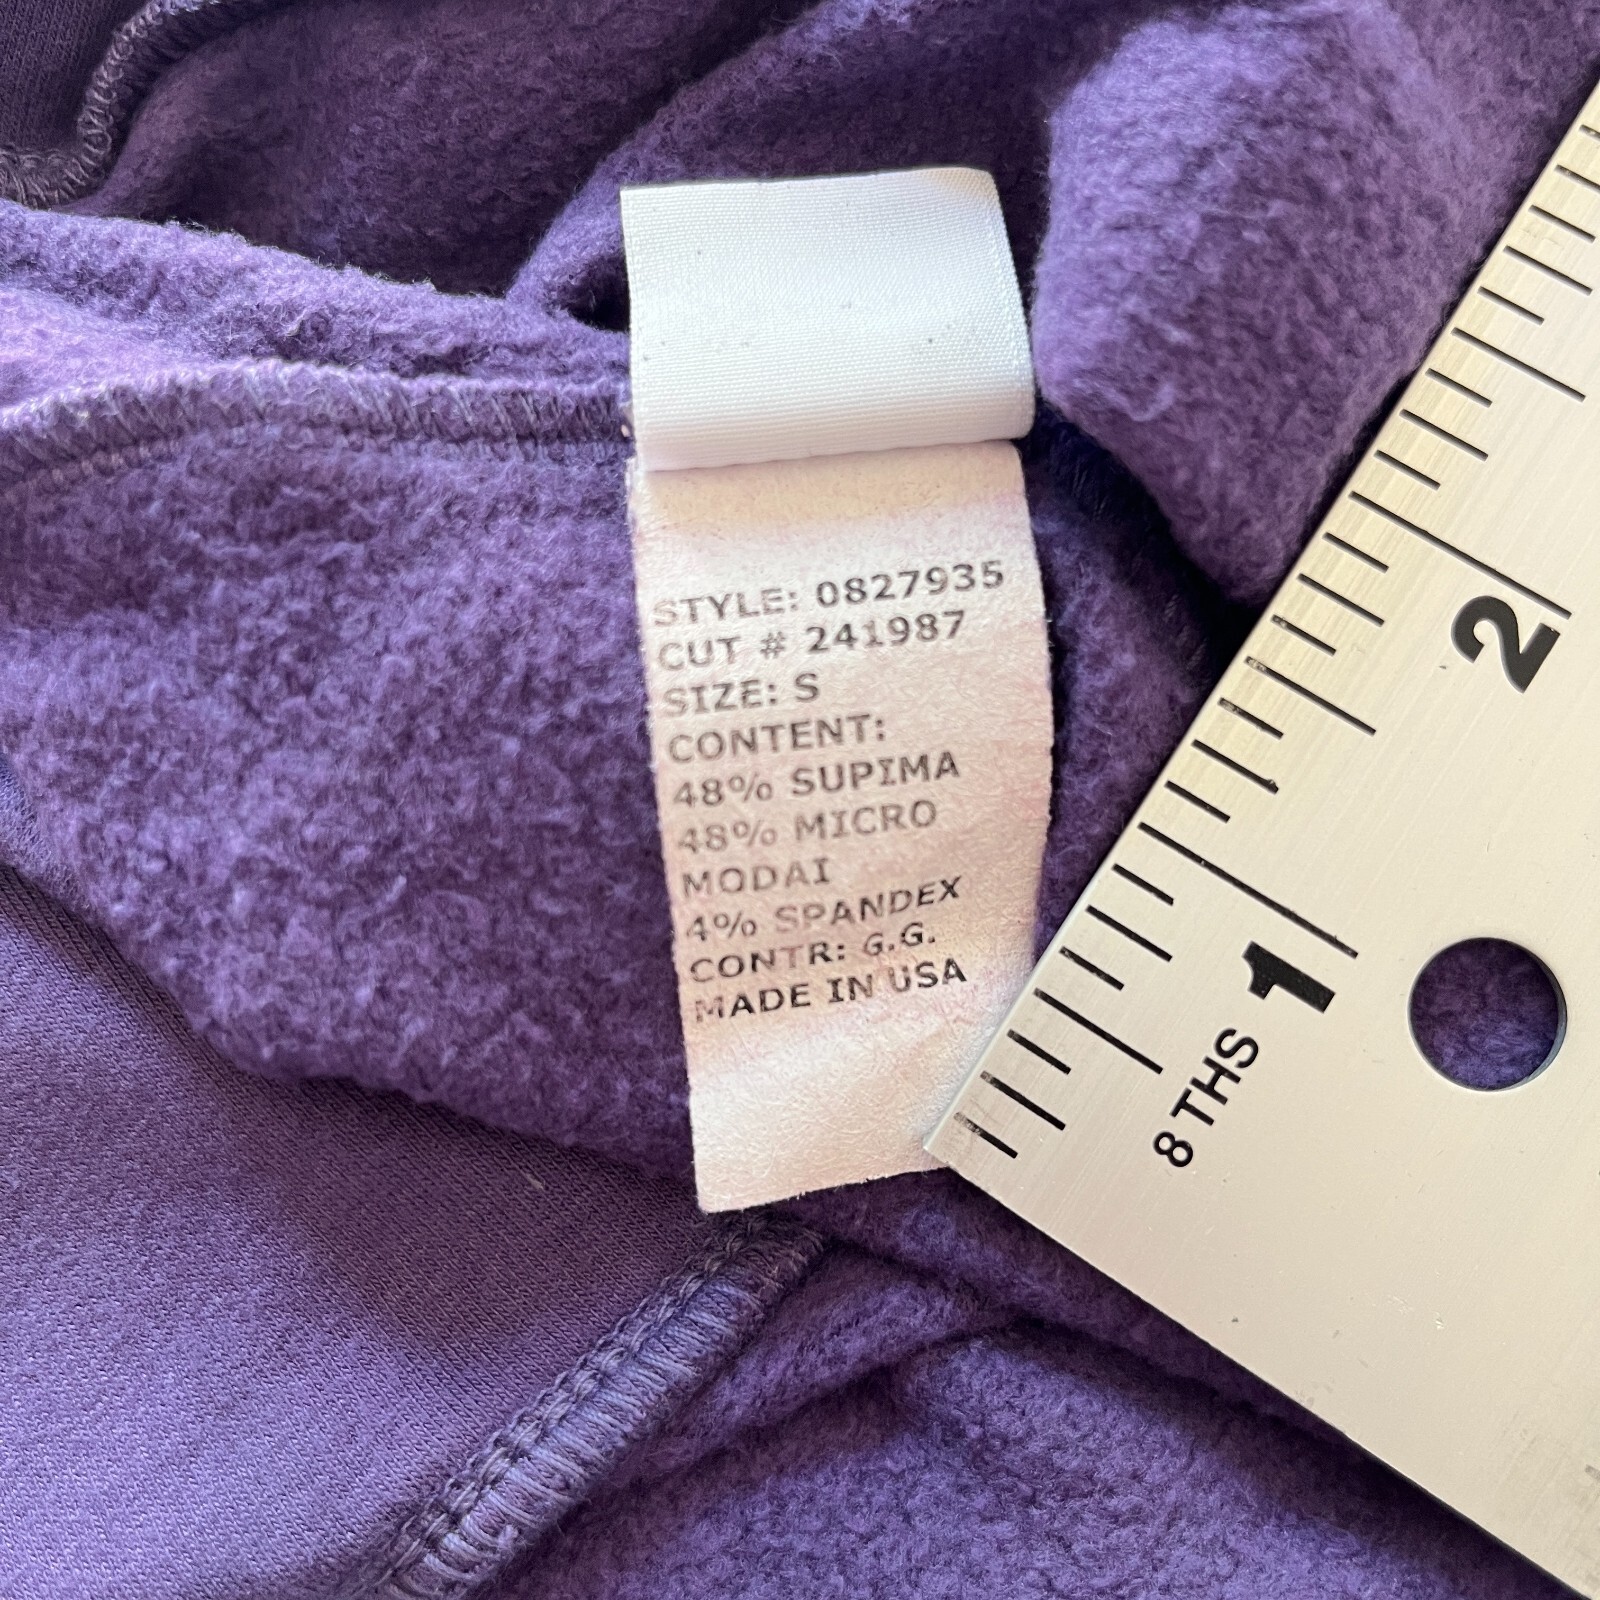 STYLE: 0827935
CUT # 241987
SIZE: S
CONTENT:
48% SUPIMA
48% MICRO
MODAI
4% SPANDEX
CONTR: G.G.
MADE IN USA
2
1
8 THS